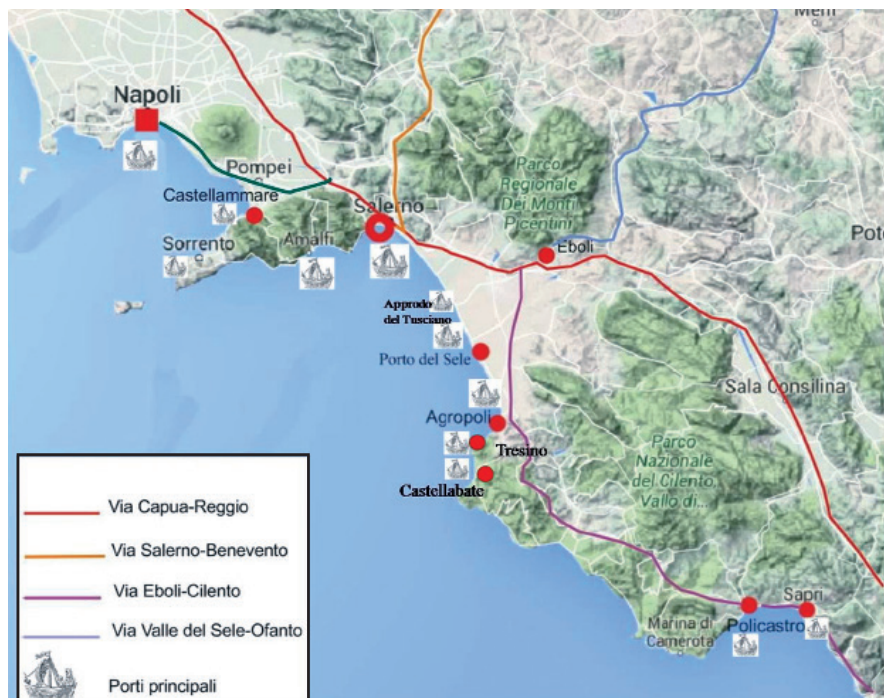 Melfi
Napoli
Pompei
Castellammare
Salerno
Sorrento
Amalfi
Parco
Regionale
Dei Monti
Picentini
Eboli
Pote
Approdo
del Tusciano
Porto del Sele
Sala Consilina
Agropoli
Tresino
Parco
Nazionale
del Cilento,
Vallo di...
Castellabate
Sapri
Policastro
Marina di
Camerota
Via Capua-Reggio
Via Salerno-Benevento
Via Eboli-Cilento
Via Valle del Sele-Ofanto
Porti principali